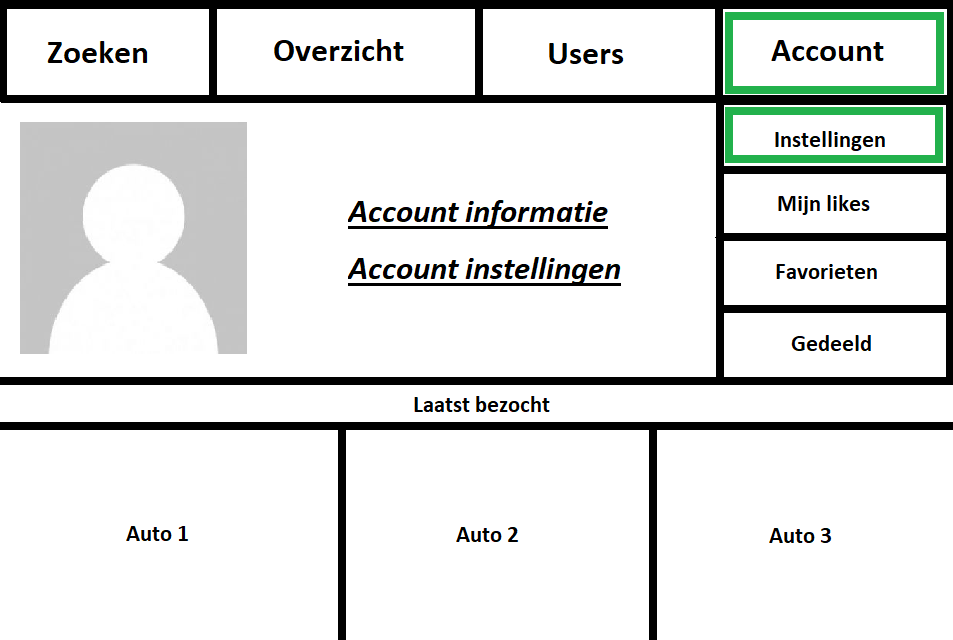 Zoeken
Overzicht
Users
Account
Instellingen
Mijn likes
Account informatie
Account instellingen
Favorieten
Gedeeld
Laatst bezocht
Auto 1
Auto 2
Auto 3